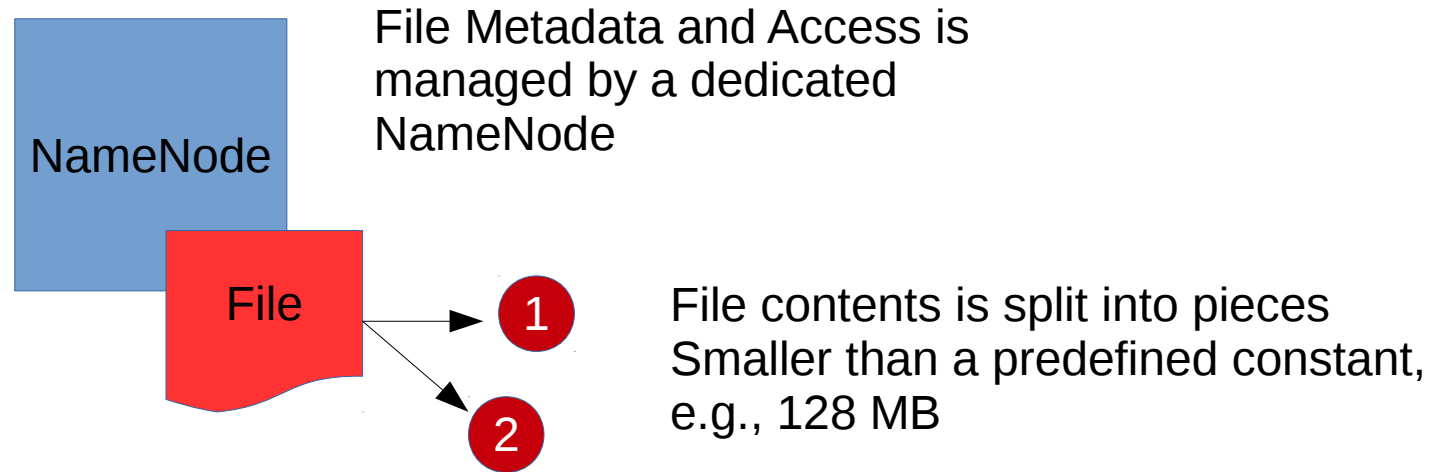 File Metadata and Access is
managed by a dedicated
NameNode
NameNode
File
1
2
File contents is split into pieces
Smaller than a predefined constant,
e.g., 128 MB